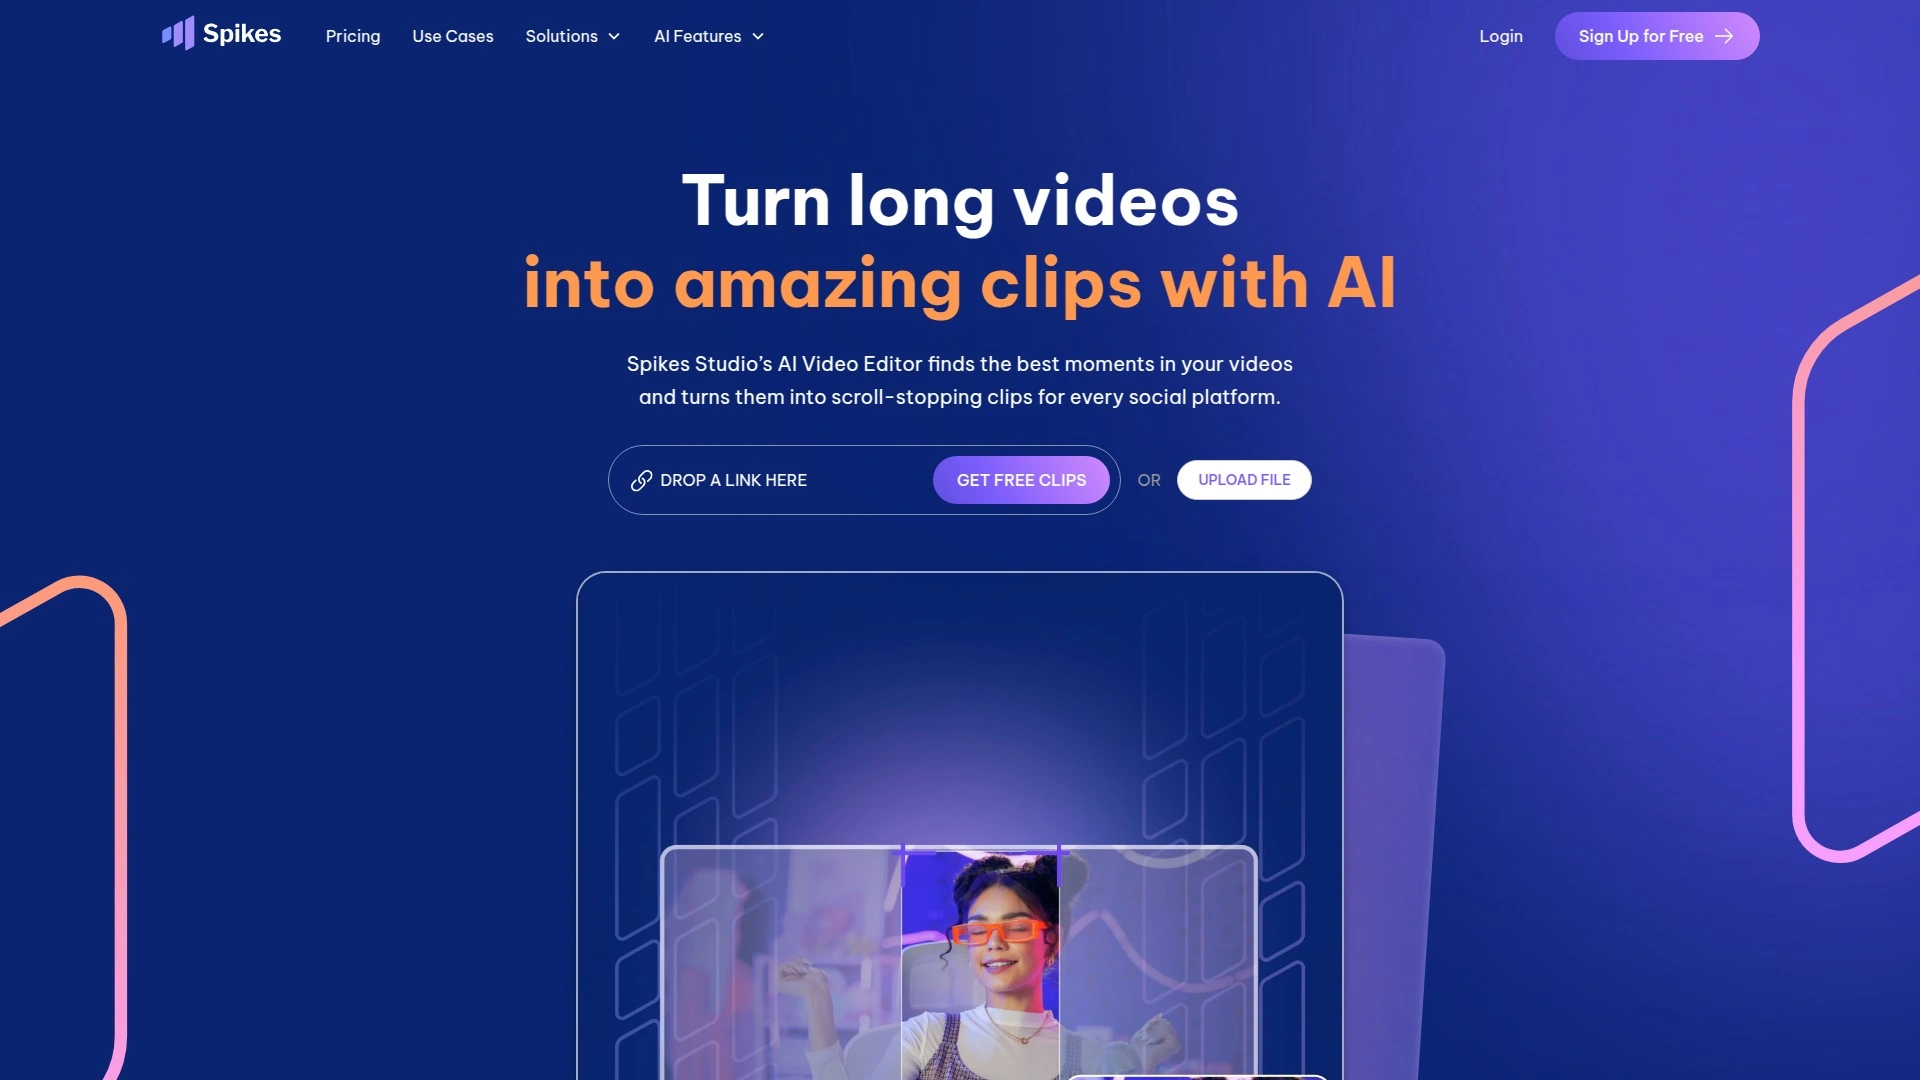 Spikes
Pricing
Use Cases
Solutions
AI Features
Login
Sign Up for Free
Turn long videos
into amazing clips with AI
Spikes Studio’s AI Video Editor finds the best moments in your videos
and turns them into scroll-stopping clips for every social platform.
DROP A LINK HERE
GET FREE CLIPS
OR
UPLOAD FILE